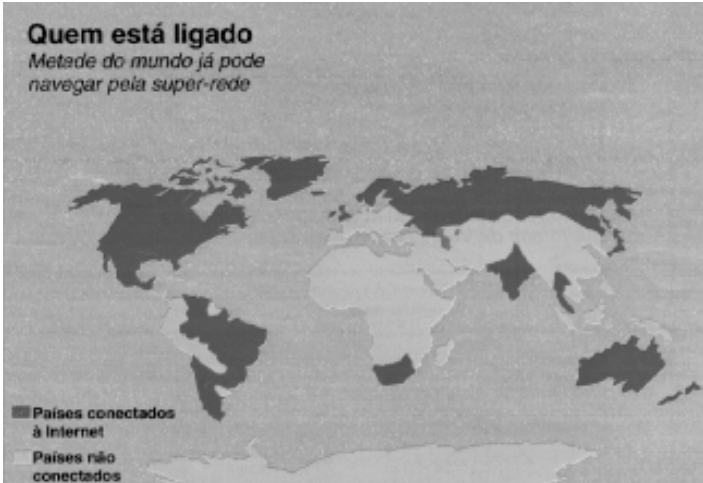 Quem está ligado
Metade do mundo já pode
navegar pela super-rede
Países conectados
à Internet
Países não
conectados